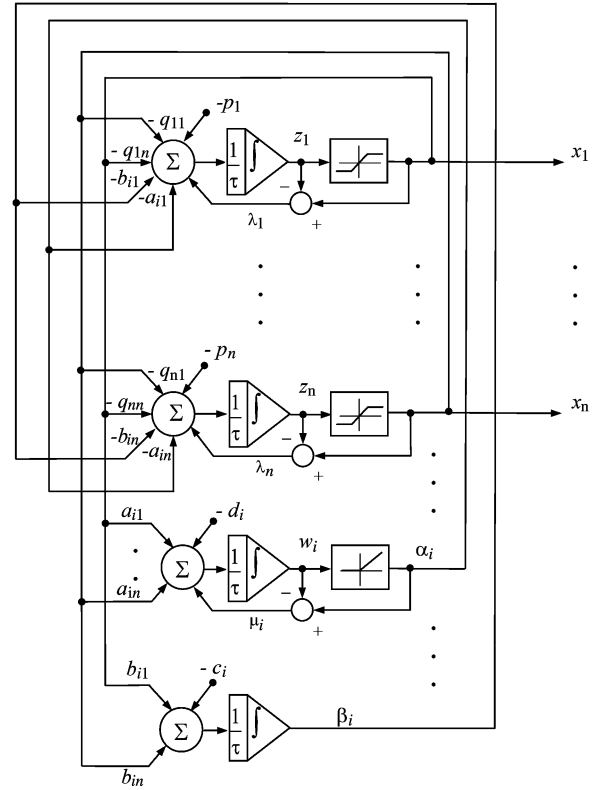 - q11
-p1
- q1n
Σ
1
τ
∫
z1
x1
-bi1
-ai1
λ1
−
+
- qn1
- pn
- qnn
Σ
1
τ
∫
zn
xn
-bin
-ain
λn
−
+
ai1
- di
Σ
1
τ
∫
wi
αi
ain
μi
−
+
bi1
- ci
Σ
1
τ
∫
βi
bin